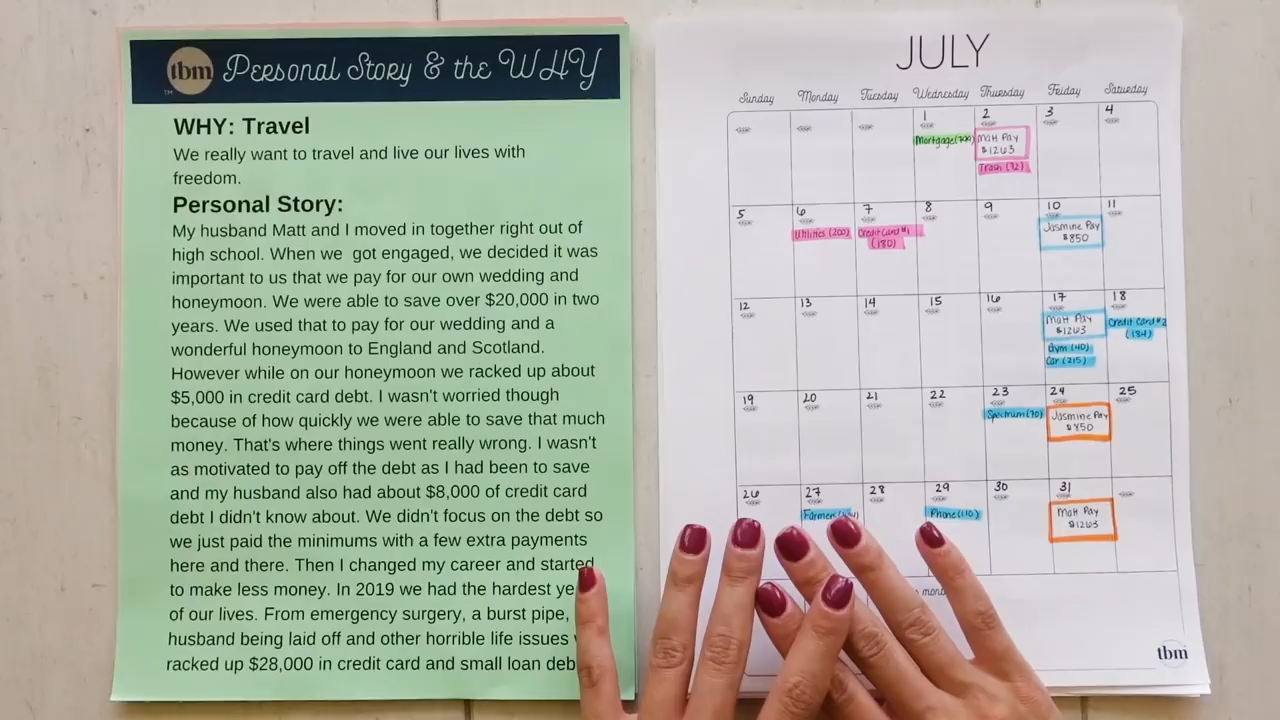 tbm Personal Story & the WHY
TM
WHY: Travel
We really want to travel and live our lives with
freedom.
Personal Story:
My husband Matt and I moved in together right out of
high school. When we got engaged, we decided it was
important to us that we pay for our own wedding and
honeymoon. We were able to save over $20,000 in two
years. We used that to pay for our wedding and a
wonderful honeymoon to England and Scotland.
However while on our honeymoon we racked up about
$5,000 in credit card debt. I wasn't worried though
because of how quickly we were able to save that much
money. That's where things went really wrong. I wasn't
as motivated to pay off the debt as I had been to save
and my husband also had about $8,000 of credit card
debt I didn't know about. We didn't focus on the debt so
we just paid the minimums with a few extra payments
here and there. Then I changed my career and started
to make less money. In 2019 we had the hardest
of our lives. From emergency surgery, a burst pipe,
husband being laid off and other horrible life issues
racked up $28,000 in credit card and small loan
JULY
Sunday Monday Tuesday Wednesday Thursday Friday Saturday
1 2 3 4
Mortgage Matt Pay
$1263
Trash (32)
5 6 7 8 9 10 11
Utilities (200) Credit Card #1 Jasmine Pay
(180) $850
12 13 14 15 16 17 18
Matt Pay Credit Card #2
$1263 (134)
Gym (40)
Car (215)
19 20 21 22 23 24 25
Spectrum (70) Jasmine Pay
$850
26 27 28 29 30 31
Farmers Phone (110) Matt Pay
$1263
tbm